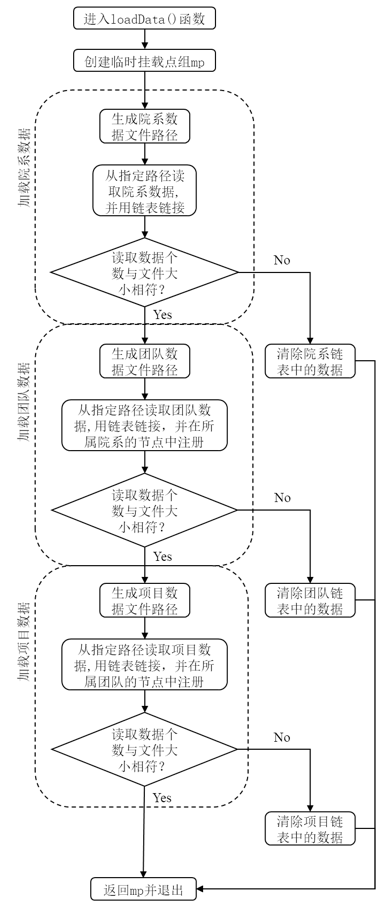 进入loadData()函数
创建临时挂载点组mp
加载院系数据
生成院系数
据文件路径
从指定路径读
取院系数据,
并用链表链接
读取数据个
数与文件大
小相符？
No
Yes
清除院系链
表中的数据
加载团队数据
生成团队数
据文件路径
从指定路径读取团队数
据,用链表链接，并在所
属院系的节点中注册
读取数据个
数与文件大
小相符？
No
Yes
清除团队链
表中的数据
加载项目数据
生成项目数
据文件路径
从指定路径读取项目数
据,用链表链接，并在所
属团队的节点中注册
读取数据个
数与文件大
小相符？
No
Yes
清除项目链
表中的数据
返回mp并退出